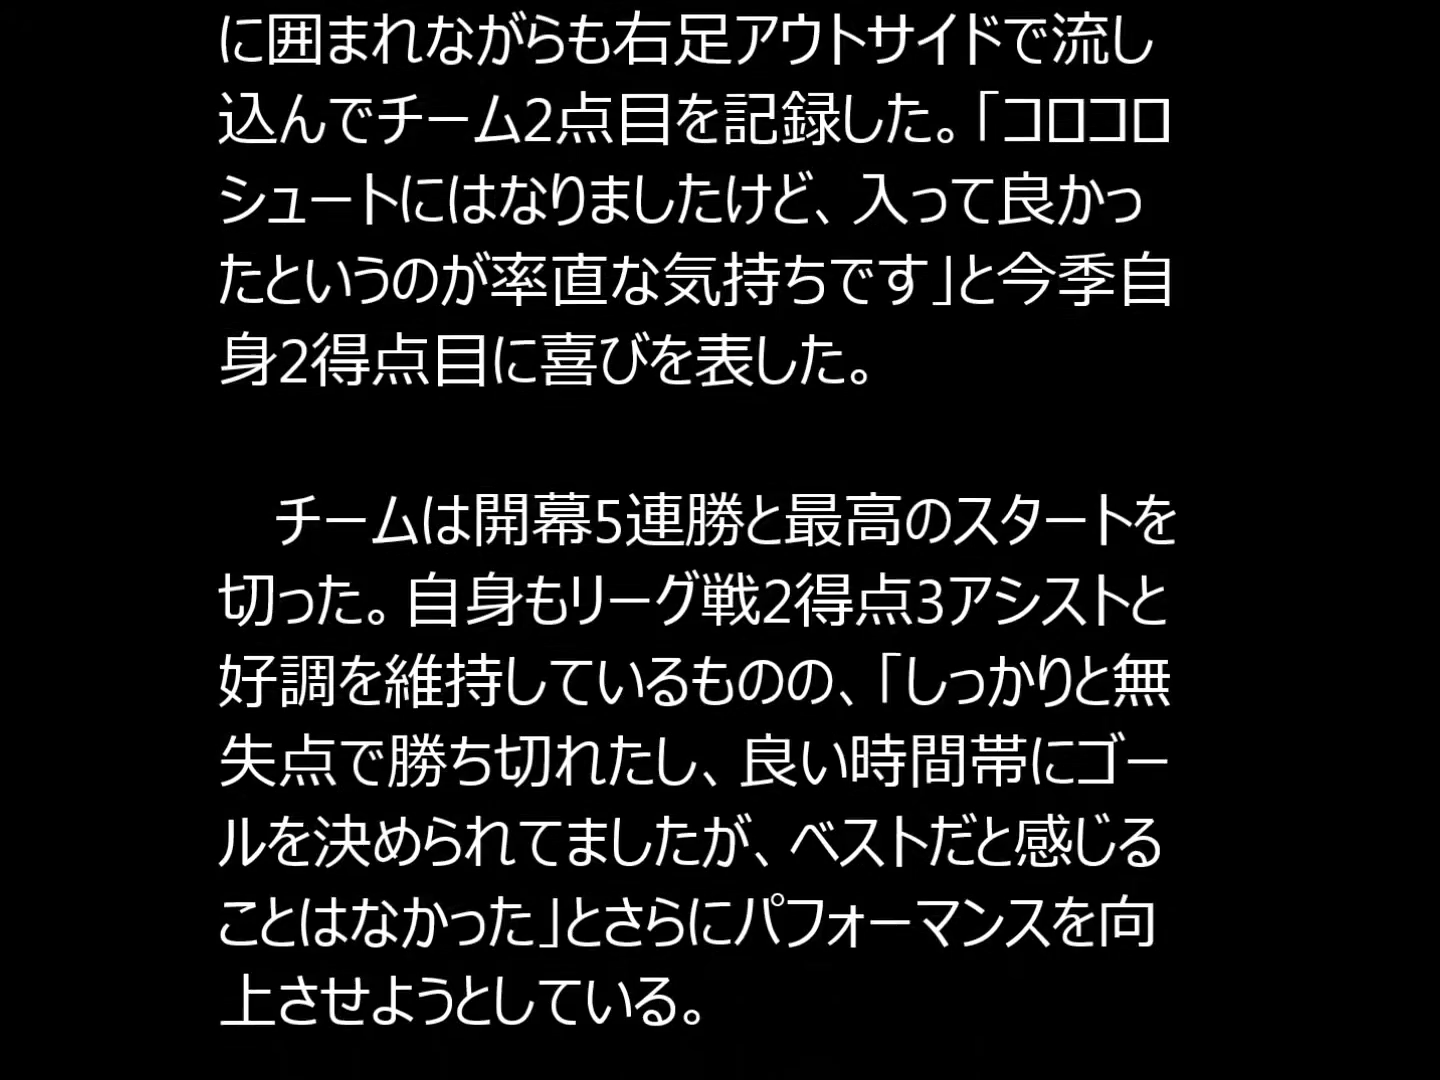 に囲まれながらも右足アウトサイドで流し
込んでチーム2点目を記録した。「コロコロ
シュートにはなりましたけど、入って良かっ
たというのが率直な気持ちです」と今季自
身2得点目に喜びを表した。
チームは開幕5連勝と最高のスタートを
切った。自身もリーグ戦2得点3アシストと
好調を維持しているものの、「しっかりと無
失点で勝ち切れたし、良い時間帯にゴー
ルを決められてましたが、ベストだと感じる
ことはなかった」とさらにパフォーマンスを向
上させようとしている。